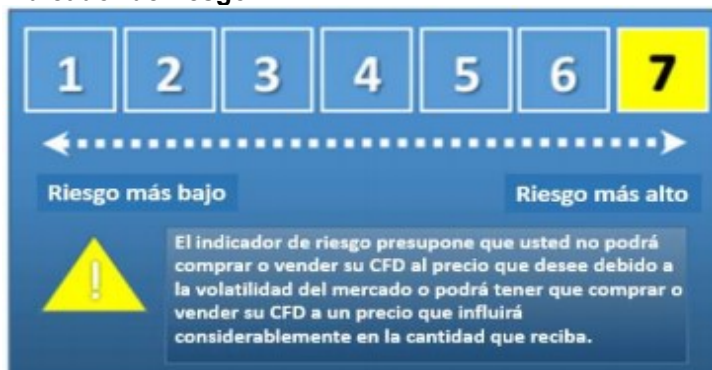 1 2 3 4 5 6 7
Riesgo más bajo Riesgo más alto
!
El indicador de riesgo presupone que usted no podrá
comprar o vender su CFD al precio que desee debido a
la volatilidad del mercado o podrá tener que comprar o
vender su CFD a un precio que influirá
considerablemente en la cantidad que reciba.